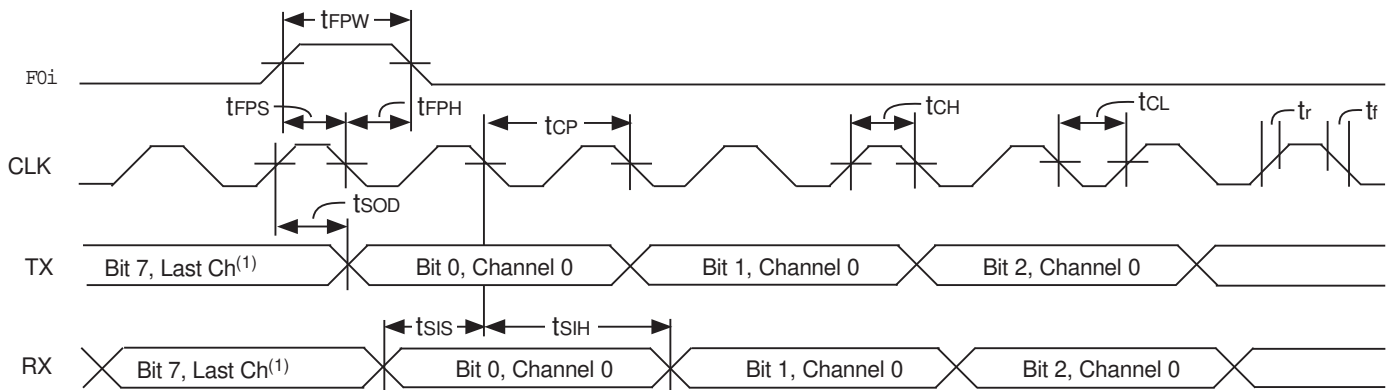 tFPW
F0i
tFPS
tFPH
tCP
tCH
tCL
tr
tf
CLK
tSOD
TX
Bit 7, Last Ch(1)
Bit 0, Channel 0
Bit 1, Channel 0
Bit 2, Channel 0
tSIS
tSIH
RX
Bit 7, Last Ch(1)
Bit 0, Channel 0
Bit 1, Channel 0
Bit 2, Channel 0